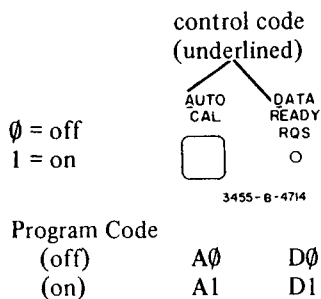 control code
(underlined)
AUTO CAL
DATA READY RQS
Ø = off
1 = on
3455-B-4714
Program Code
(off) AØ DØ
(on) A1 D1